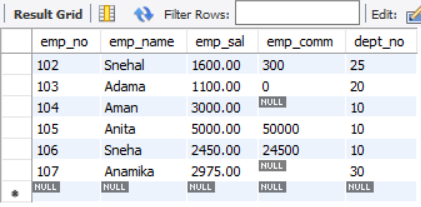 Result Grid Filter Rows: Edit:
emp_no emp_name emp_sal emp_comm dept_no
102 Snehal 1600.00 300 25
103 Adama 1100.00 0 20
104 Aman 3000.00 NULL 10
105 Anita 5000.00 50000 10
106 Sneha 2450.00 24500 10
107 Anamika 2975.00 NULL 30
NULL NULL NULL NULL NULL